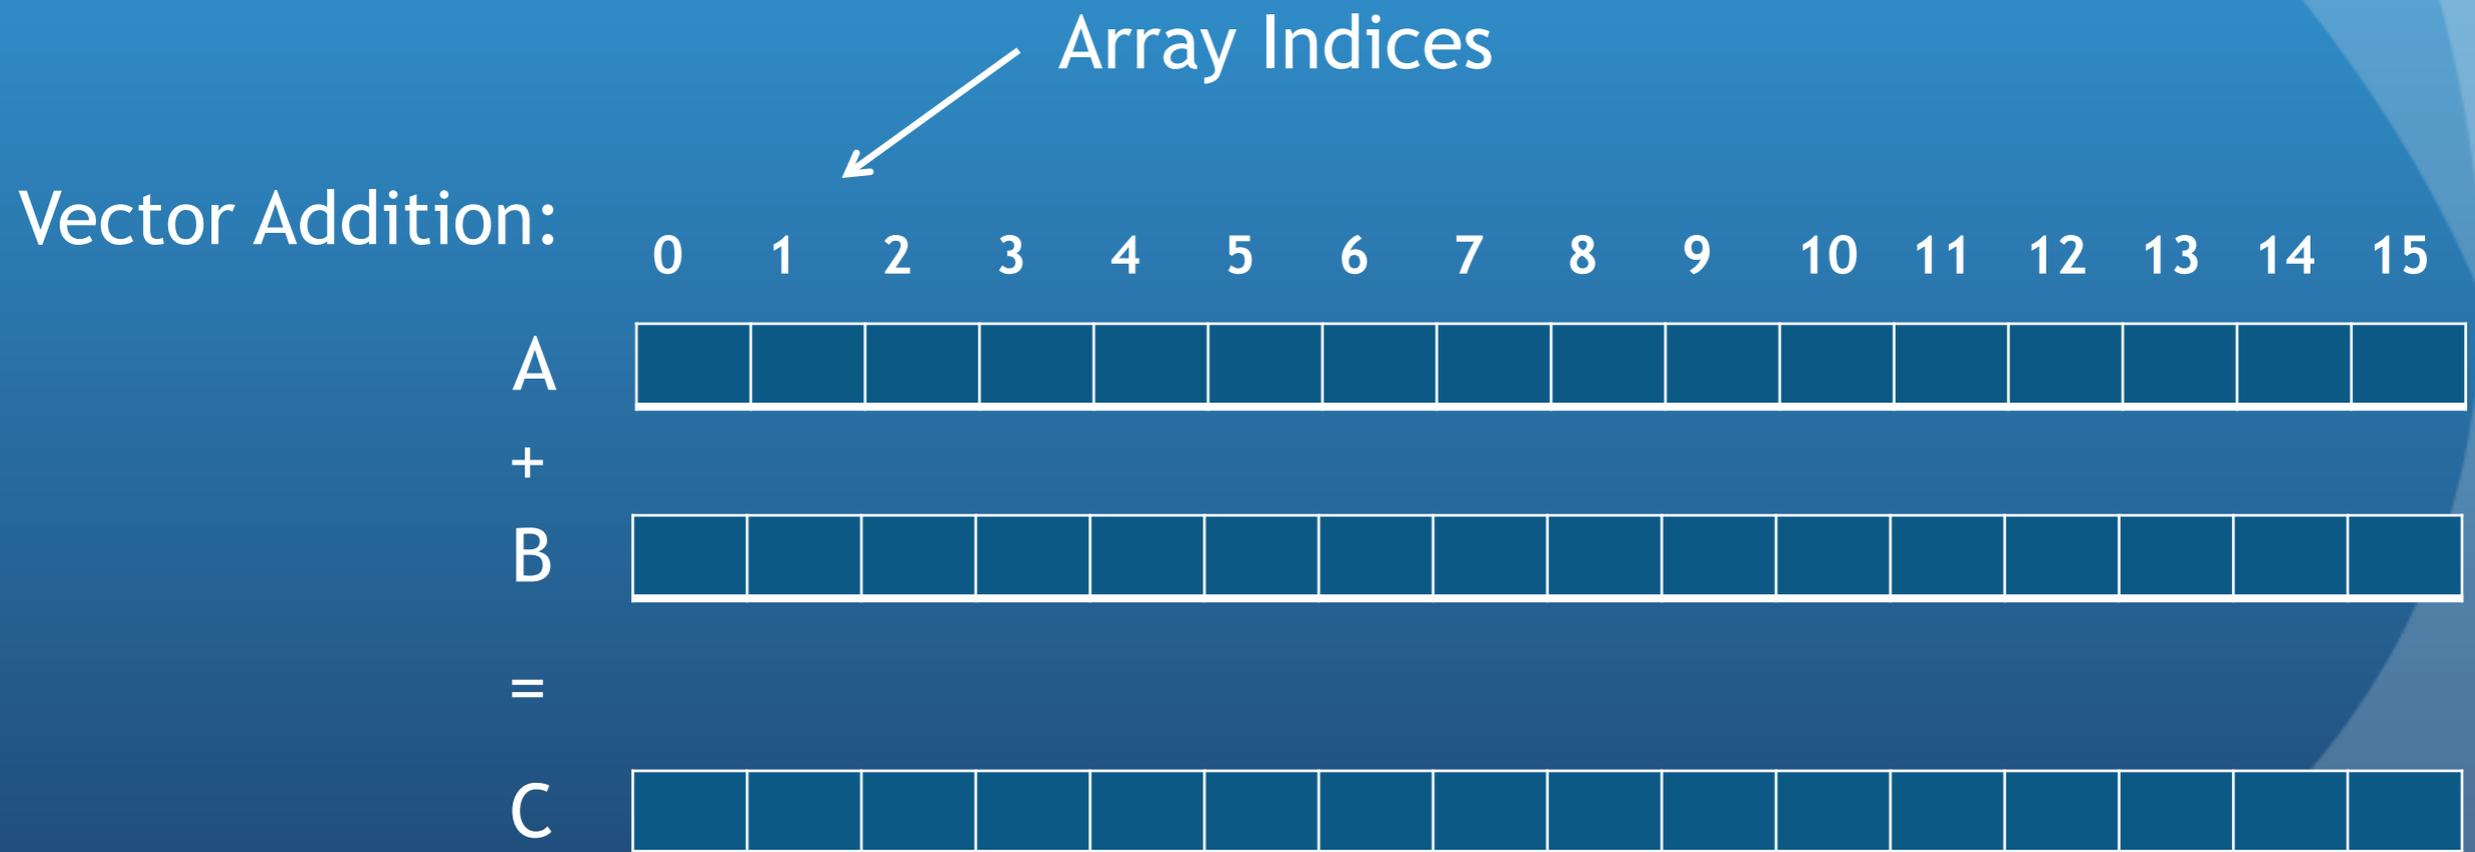 Array Indices
Vector Addition:
0 1 2 3 4 5 6 7 8 9 10 11 12 13 14 15
A
+
B
=
C